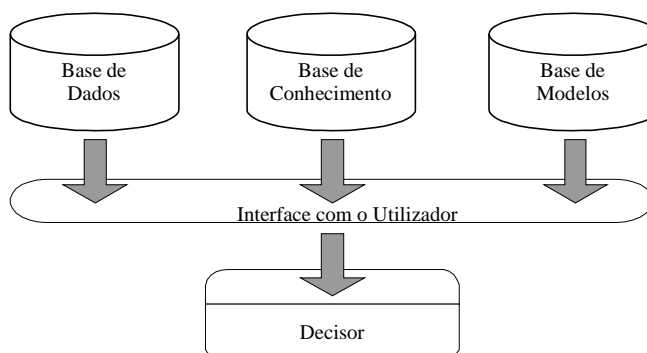 Base de
Dados
Base de
Conhecimento
Base de
Modelos
Interface com o Utilizador
Decisor